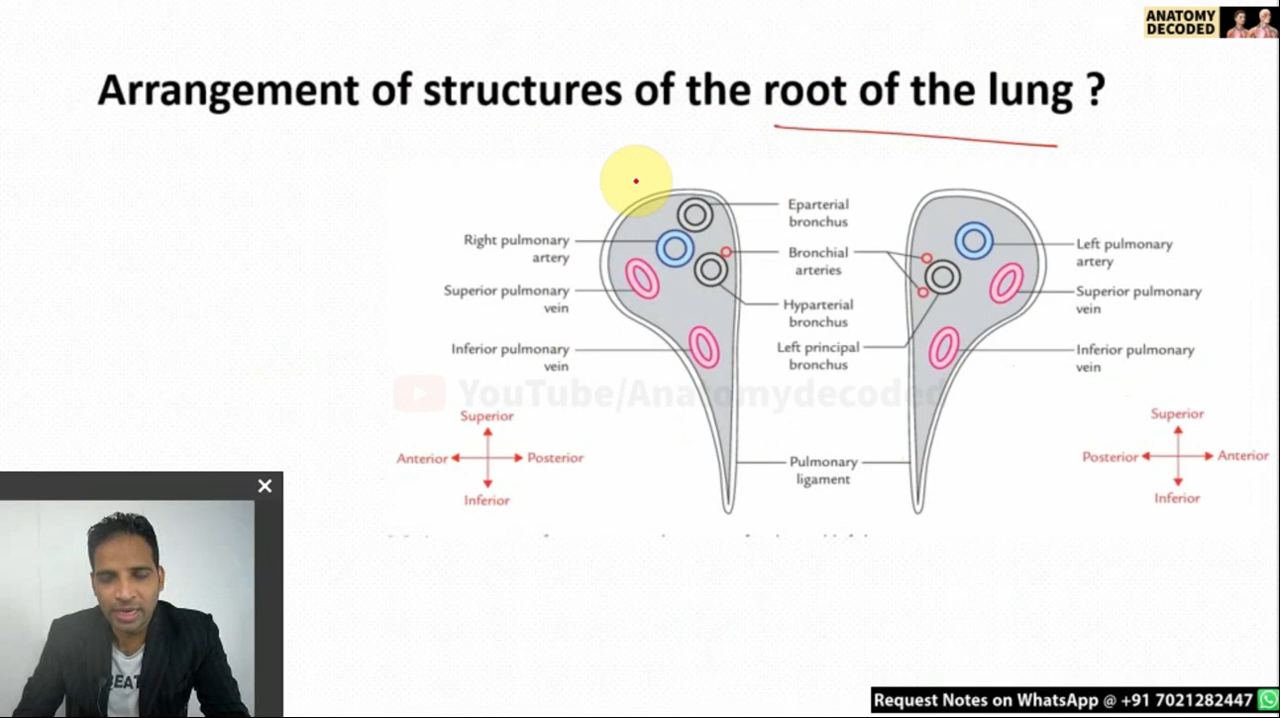 ANATOMY
DECODED
Arrangement of structures of the root of the lung ?
Eparterial
bronchus
Right pulmonary
artery
Bronchial
arteries
Left pulmonary
artery
Superior pulmonary
vein
Hyparterial
bronchus
Superior pulmonary
vein
Inferior pulmonary
vein
Left principal
bronchus
Inferior pulmonary
vein
YouTube/Anatomydecoded
Superior
Anterior
Posterior
Inferior
Pulmonary
ligament
Superior
Posterior
Anterior
Inferior
EAT
Request Notes on WhatsApp @ +91 7021282447